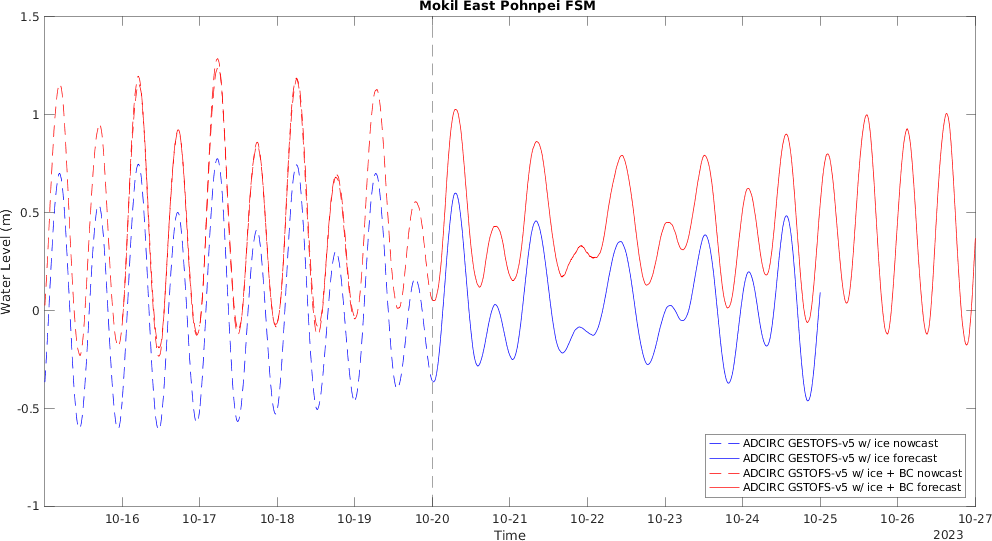 Mokil East Pohnpei FSM
1.5
1
0.5
0
-0.5
-1
Water Level (m)
10-16 10-17 10-18 10-19 10-20 10-21 10-22 10-23 10-24 10-25 10-26 10-27
Time
2023
ADCIRC GESTOFS-v5 w/ ice nowcast
ADCIRC GESTOFS-v5 w/ ice forecast
ADCIRC GSTOFS-v5 w/ ice + BC nowcast
ADCIRC GSTOFS-v5 w/ ice + BC forecast